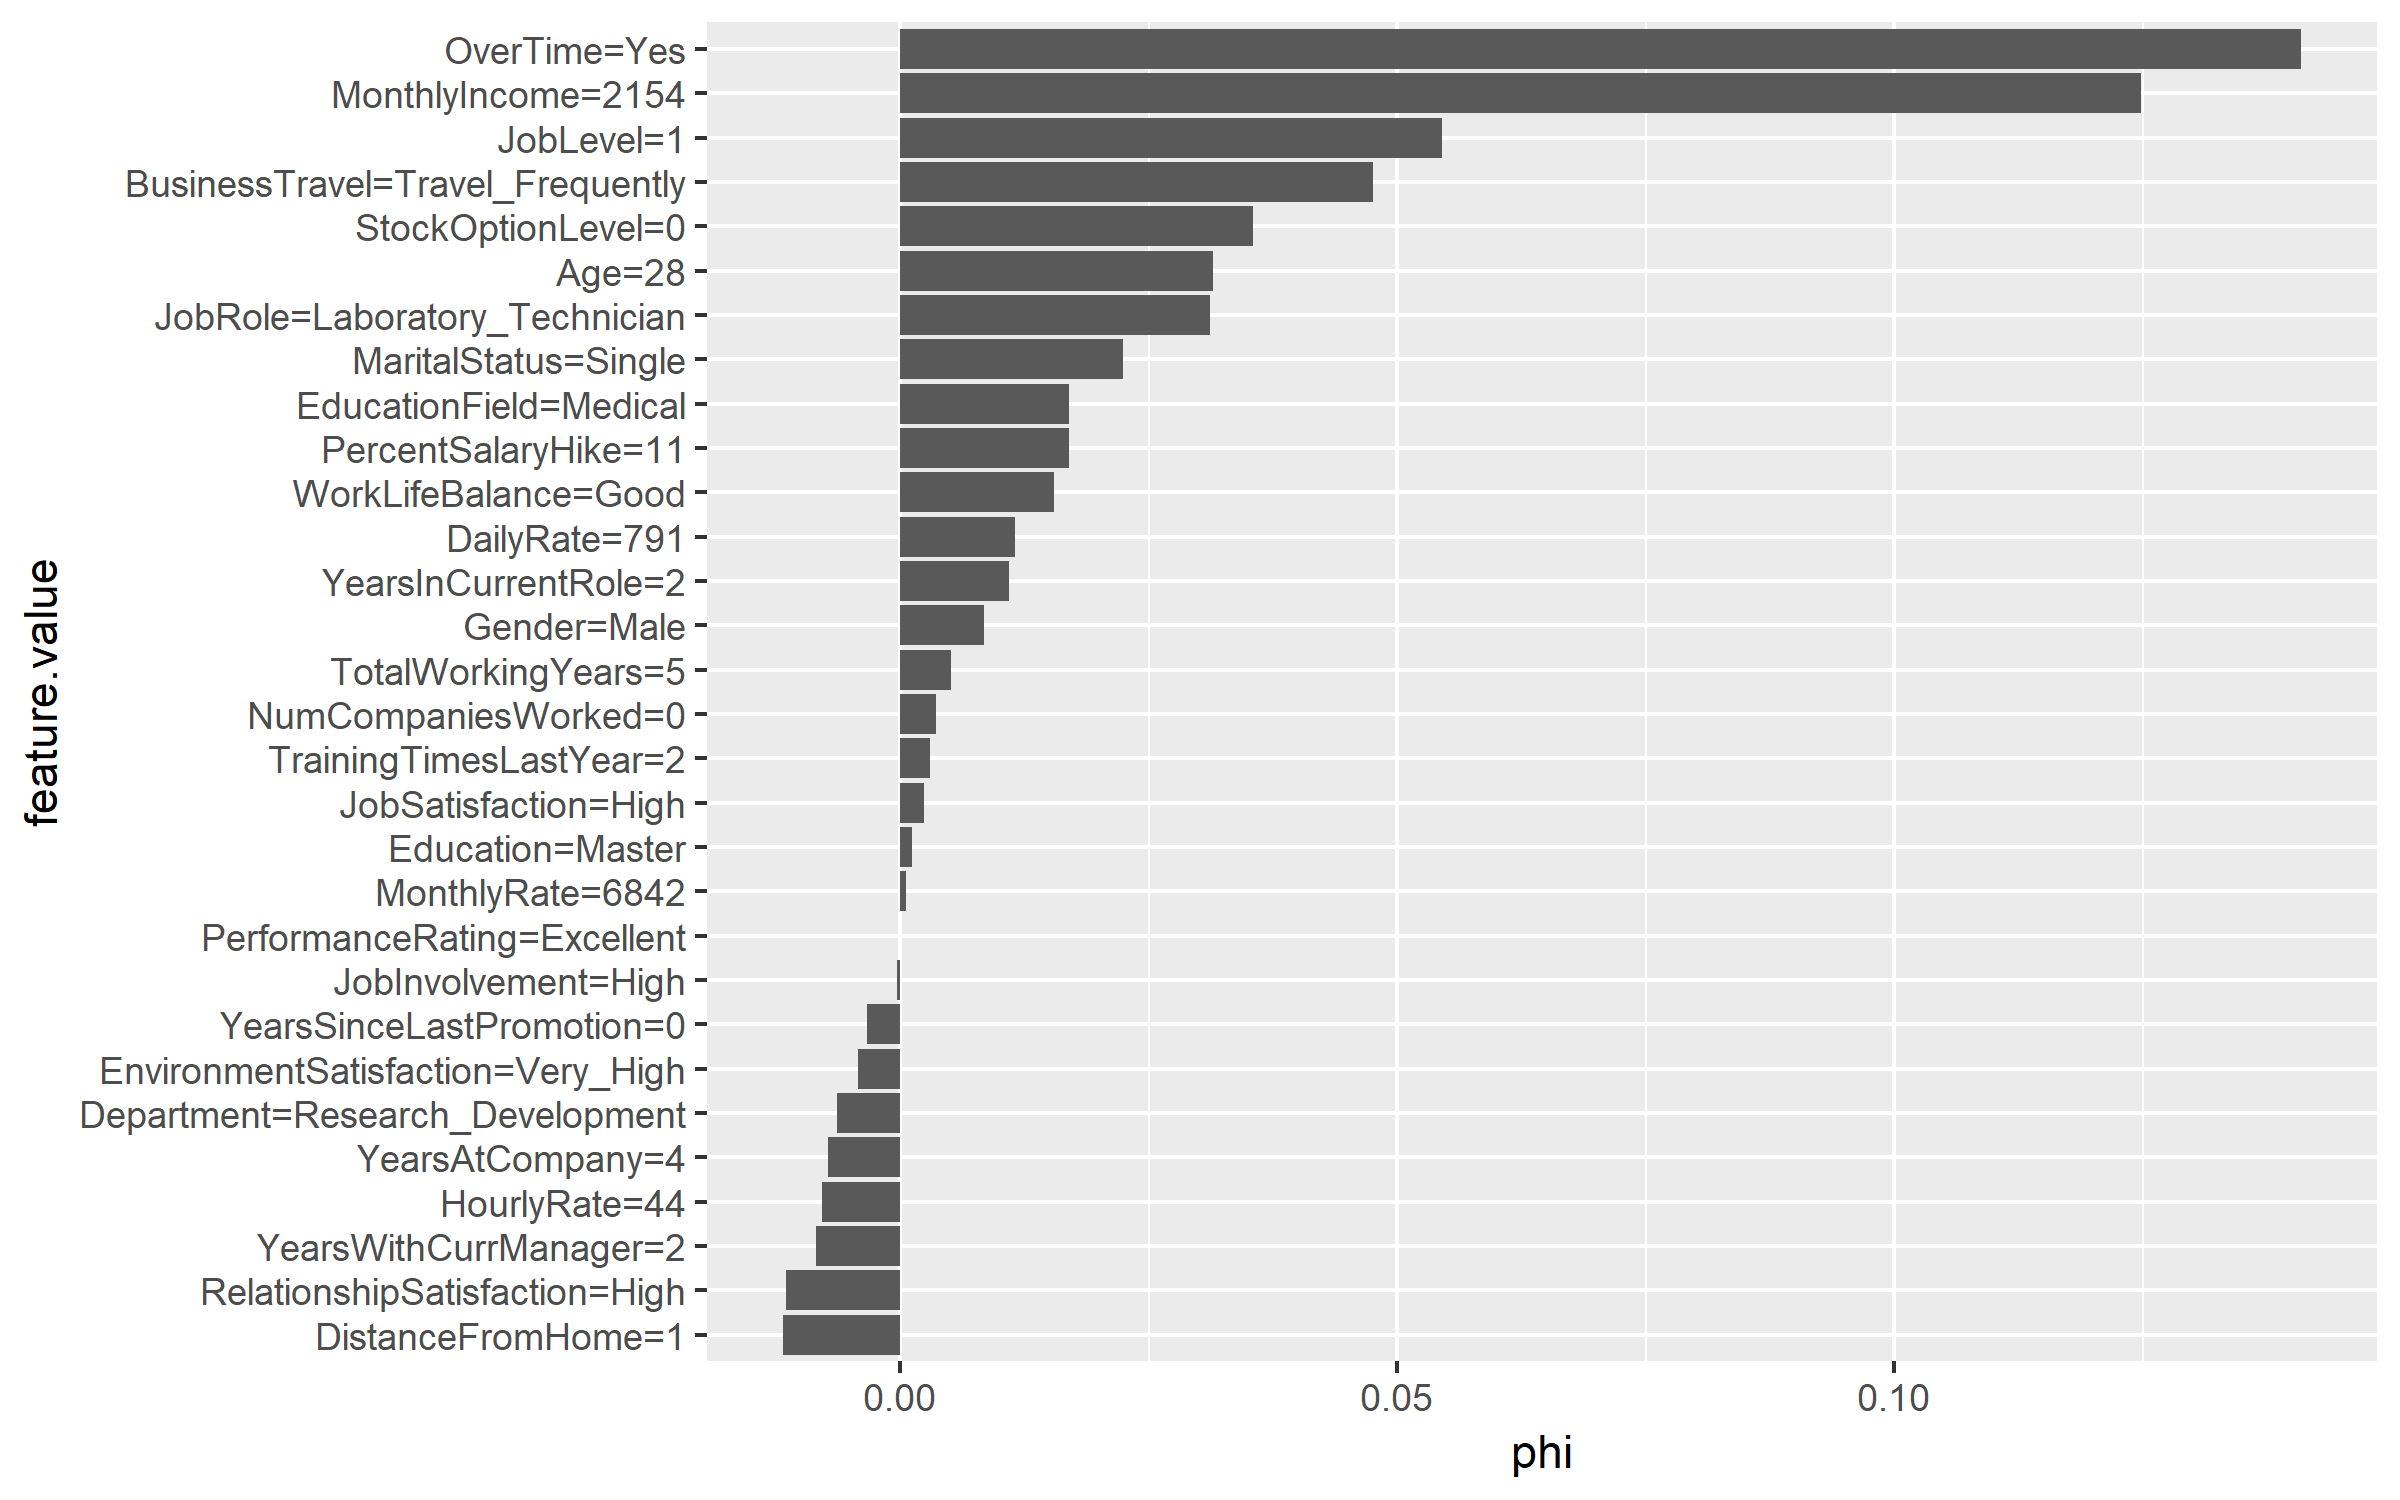 OverTime=Yes
MonthlyIncome=2154
JobLevel=1
BusinessTravel=Travel_Frequently
StockOptionLevel=0
Age=28
JobRole=Laboratory_Technician
MaritalStatus=Single
EducationField=Medical
PercentSalaryHike=11
WorkLifeBalance=Good
DailyRate=791
YearsInCurrentRole=2
Gender=Male
TotalWorkingYears=5
NumCompaniesWorked=0
TrainingTimesLastYear=2
JobSatisfaction=High
Education=Master
MonthlyRate=6842
PerformanceRating=Excellent
JobInvolvement=High
YearsSinceLastPromotion=0
EnvironmentSatisfaction=Very_High
Department=Research_Development
YearsAtCompany=4
HourlyRate=44
YearsWithCurrManager=2
RelationshipSatisfaction=High
DistanceFromHome=1
feature.value
0.00 0.05 0.10
phi